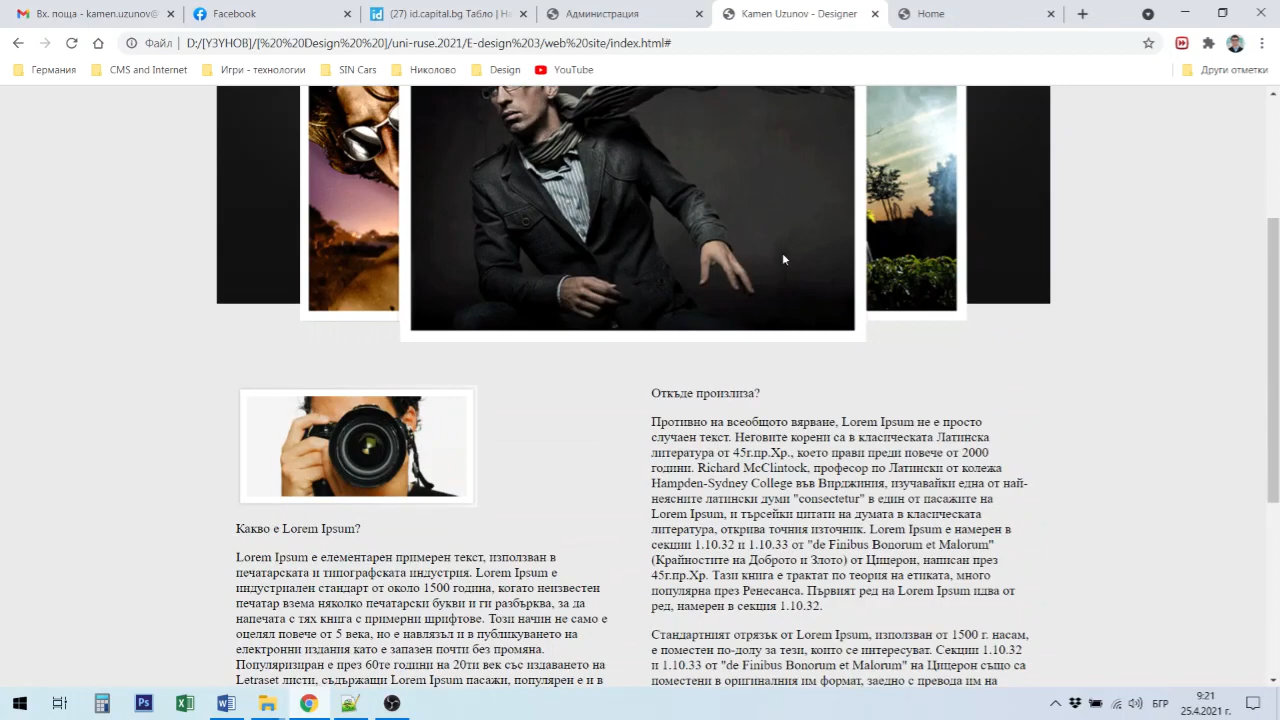 Вх. поща - kamen.uzunov@
Facebook
(27) id.capital.bg Табло | Не
Администрация
Kamen Uzunov - Designer
Home
Файл
D:/[УЗУНОВ]/[%20%20Design%20%20]/uni-ruse.2021/E-design%203/web%20site/index.html#
Германия
CMS and Internet
Игри - технологии
SIN Cars
Николово
Design
YouTube
Други отметки
Какво е Lorem Ipsum?
Lorem Ipsum е елементарен примерен текст, използван в
печатарската и типографската индустрия. Lorem Ipsum е
индустриален стандарт от около 1500 година, когато неизвестен
печатар взема няколко печатарски букви и ги разбърква, за да
напечата с тях книга с примерни шрифтове. Този начин не само е
оцелял повече от 5 века, но е навлязъл и в публикуването на
електронни издания като е запазен почти без промяна.
Популяризиран е през 60те години на 20ти век със издаването на
Letraset листи, съдържащи Lorem Ipsum пасажи, популярен е и в
Откъде произлиза?
Противно на всеобщото вярване, Lorem Ipsum не е просто
случаен текст. Неговите корени са в класическата Латинска
литература от 45г.пр.Хр., което прави преди повече от 2000
години. Richard McClintock, професор по Латински от колежа
Hampden-Sydney College във Вирджиния, изучавайки една от най-
неясните латински думи "consectetur" в един от пасажите на
Lorem Ipsum, и търсейки цитати на думата в класическата
литература, открива точния източник. Lorem Ipsum е намерен в
секции 1.10.32 и 1.10.33 от "de Finibus Bonorum et Malorum"
(Крайностите на Доброто и Злото) от Цицерон, написан през
45г.пр.Хр. Тази книга е трактат по теория на етиката, много
популярна през Ренесанса. Първият ред на Lorem Ipsum идва от
ред, намерен в секция 1.10.32.
Стандартният отрязък от Lorem Ipsum, използван от 1500 г. насам,
е поместен по-долу за тези, които се интересуват. Секции 1.10.32
и 1.10.33 от "de Finibus Bonorum et Malorum" на Цицерон също са
поместени в оригиналния им формат, заедно с превода им на
БГР
9:21
25.4.2021 г.